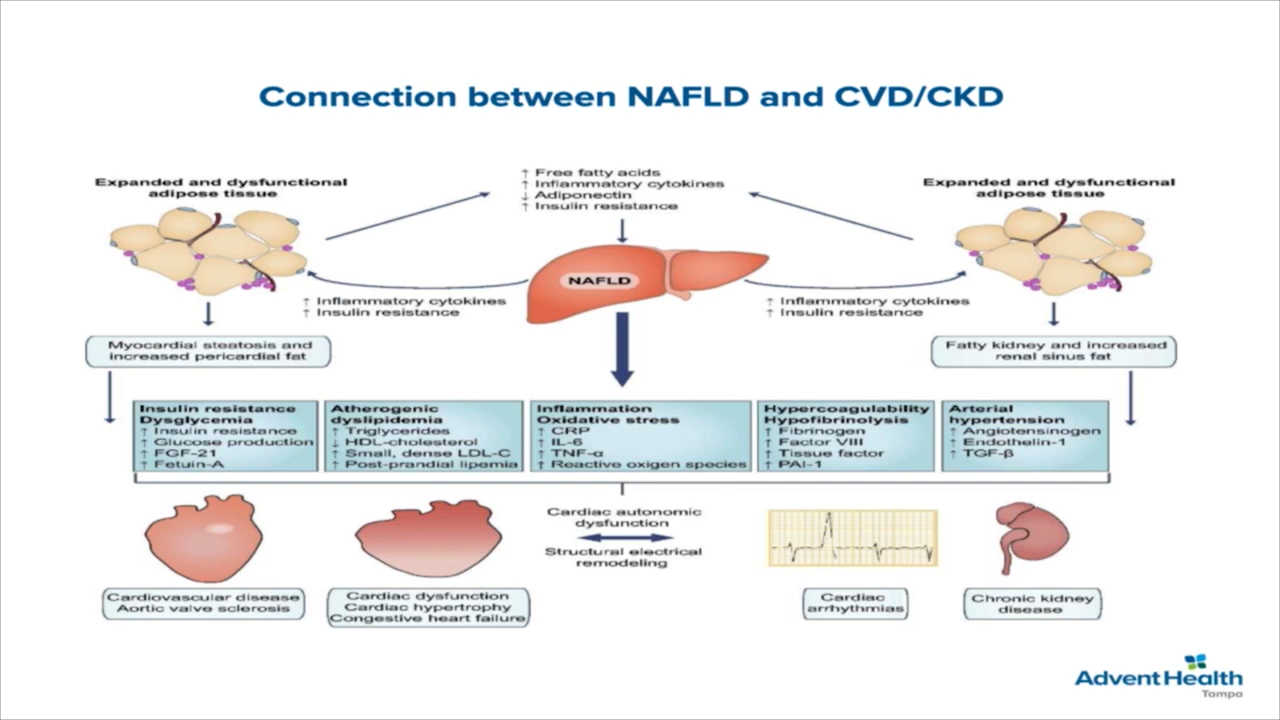 Connection between NAFLD and CVD/CKD
Expanded and dysfunctional
adipose tissue
↑ Free fatty acids
↑ Inflammatory cytokines
↓ Adiponectin
↑ Insulin resistance
Expanded and dysfunctional
adipose tissue
NAFLD
↑ Inflammatory cytokines
↑ Insulin resistance
↑ Inflammatory cytokines
↑ Insulin resistance
Myocardial steatosis and
increased pericardial fat
Fatty kidney and increased
renal sinus fat
Insulin resistance
Dysglycemia
↑ Insulin resistance
↑ Glucose production
↑ FGF-21
↑ Fetuin-A
Atherogenic
dyslipidemia
↑ Triglycerides
↓ HDL-cholesterol
↑ Small, dense LDL-C
↑ Post-prandial lipemia
Inflammation
Oxidative stress
↑ CRP
↑ IL-6
↑ TNF-α
↑ Reactive oxigen species
Hypercoagulability
Hypofibrinolysis
↑ Fibrinogen
↑ Factor VIII
↑ Tissue factor
↑ PAI-1
Arterial
hypertension
↑ Angiotensinogen
↑ Endothelin-1
↑ TGF-β
Cardiac autonomic
dysfunction
Structural electrical
remodeling
Cardiovascular disease
Aortic valve sclerosis
Cardiac dysfunction
Cardiac hypertrophy
Congestive heart failure
Cardiac
arrhythmias
Chronic kidney
disease
Advent Health
Tampa